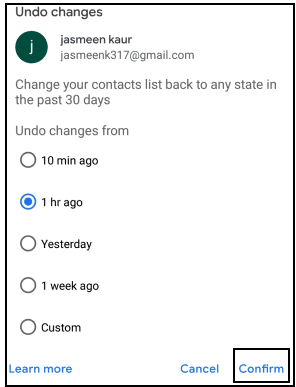 Undo changes
j
jasmeen kaur
jasmeenk317@gmail.com
Change your contacts list back to any state in
the past 30 days
Undo changes from
10 min ago
1 hr ago
Yesterday
1 week ago
Custom
Learn more
Cancel
Confirm